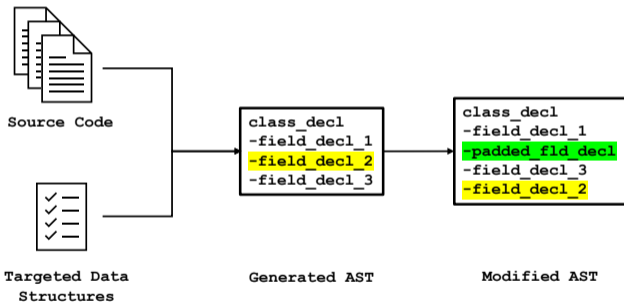 Source Code
Targeted Data
Structures
class_decl
-field_decl_1
-field_decl_2
-field_decl_3
Generated AST
class_decl
-field_decl_1
-padded_fld_decl
-field_decl_3
-field_decl_2
Modified AST